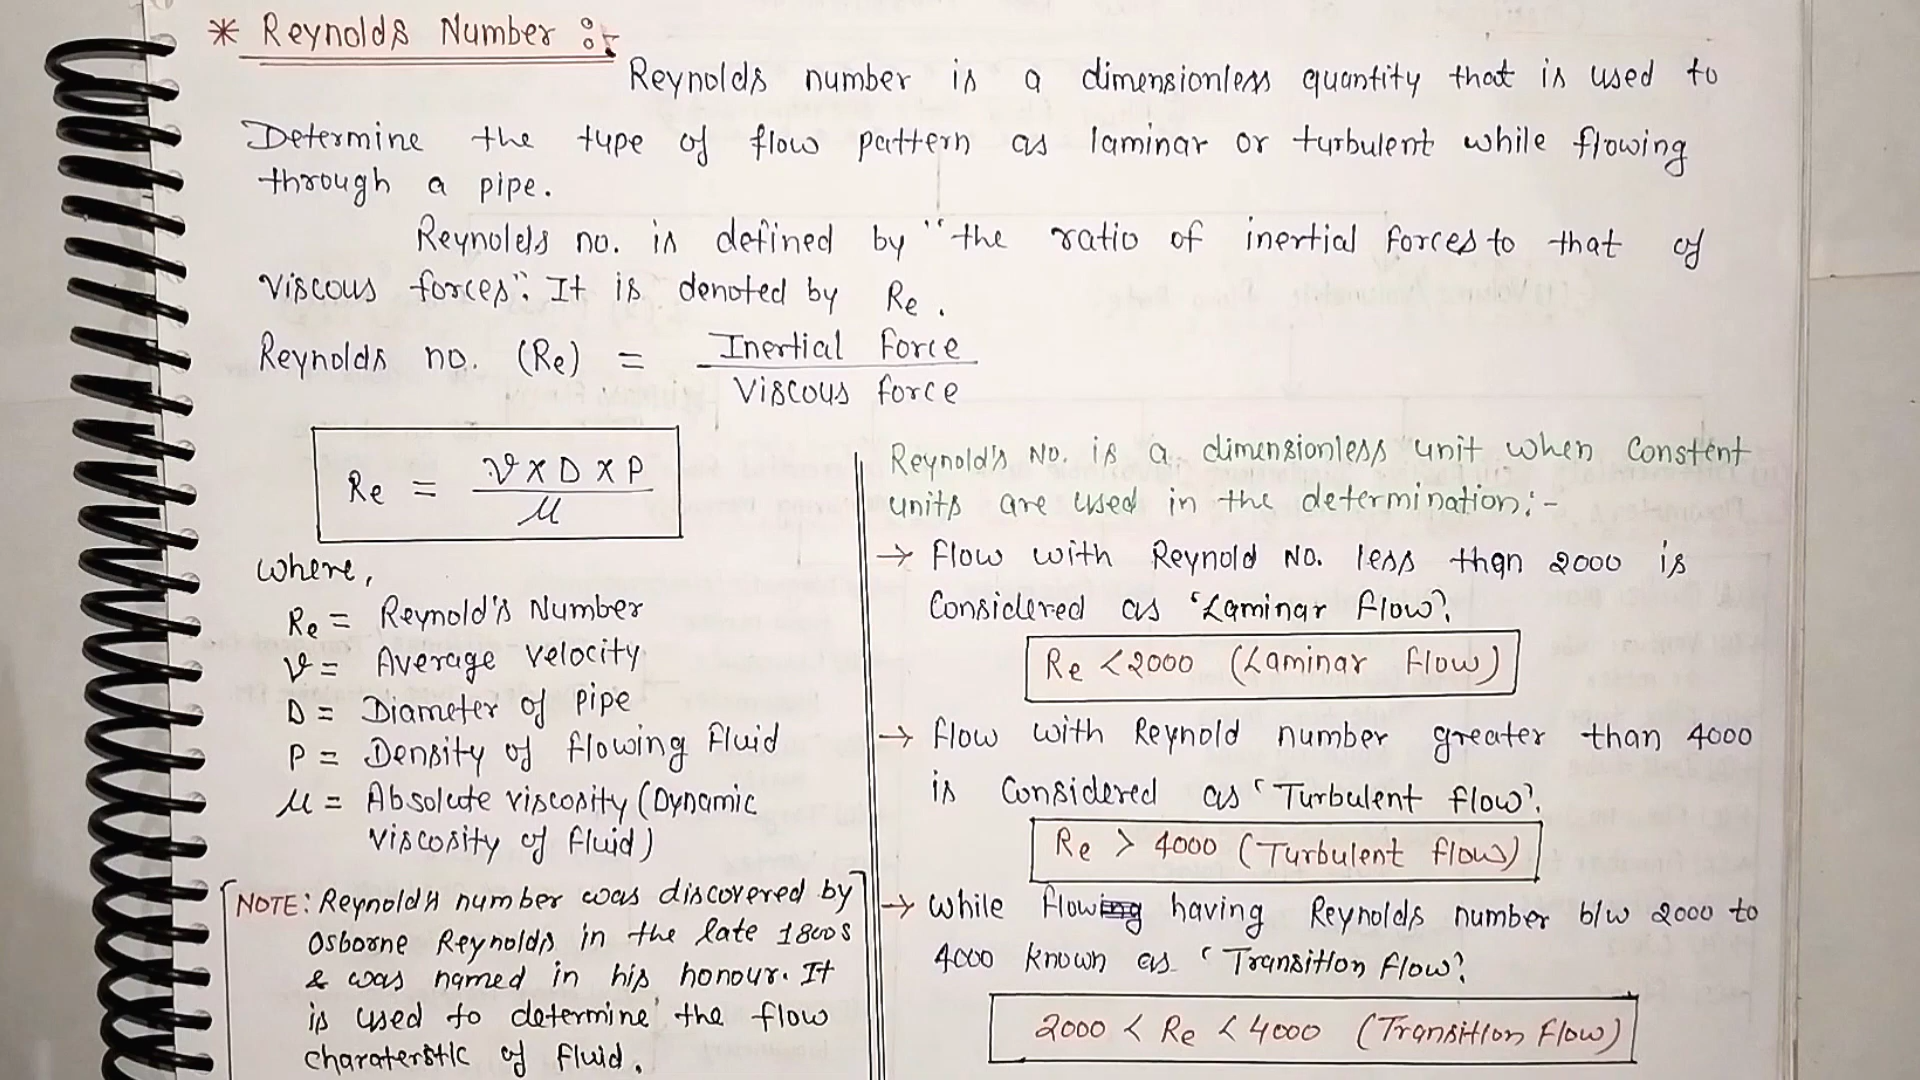 * Reynolds Number :-
Reynolds number is a dimensionless quantity that is used to
Determine the type of flow pattern as laminar or turbulent while flowing
through a pipe.
Reynolds no. is defined by "the ratio of inertial forces to that of
viscous forces". It is denoted by Re.
Reynolds no. (Re) = Inertial force
Viscous force
Re = v x D x P
μ
where,
Re = Reynold's Number
v = Average velocity
D = Diameter of pipe
P = Density of flowing fluid
μ = Absolute viscosity (Dynamic
viscosity of fluid)
NOTE: Reynolds number was discovered by
Osborne Reynolds in the late 1800s
& was named in his honour. It
is used to determine the flow
charateristic of fluid.
Reynold's No. is a dimensionless unit when Constent
units are used in the determination:-
→ flow with Reynold No. less than 2000 is
Considered as 'Laminar flow'.
Re < 2000 (Laminar flow)
→ flow with Reynold number greater than 4000
is Considered as 'Turbulent flow'.
Re > 4000 (Turbulent flow)
→ While flow having Reynolds number b/w 2000 to
4000 known as 'Transition flow'.
2000 < Re < 4000 (Transition flow)